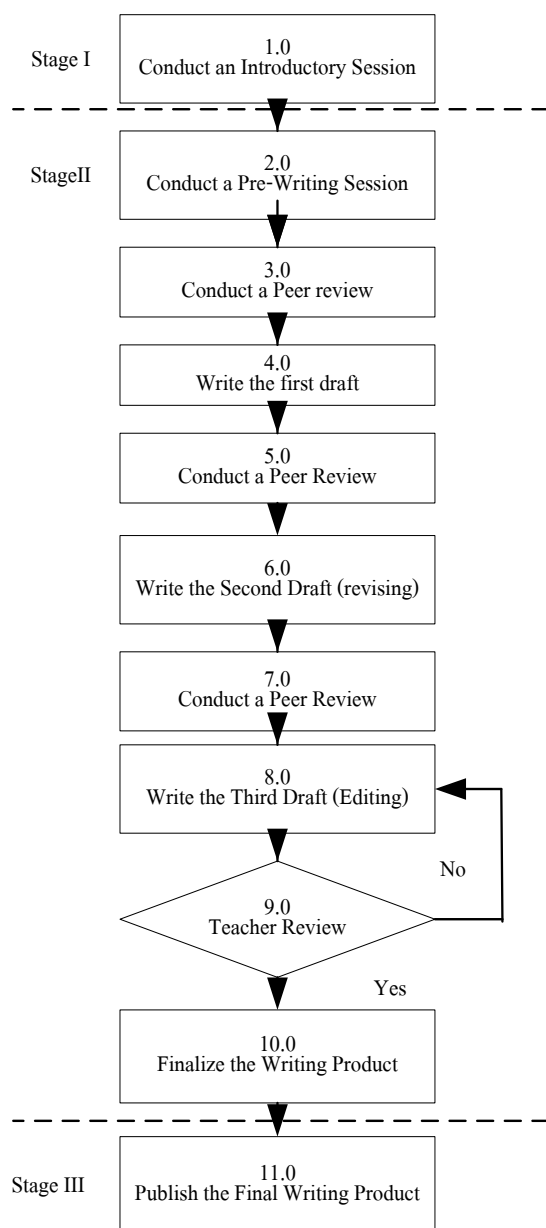 Stage I
1.0
Conduct an Introductory Session
StageII
2.0
Conduct a Pre-Writing Session
3.0
Conduct a Peer review
4.0
Write the first draft
5.0
Conduct a Peer Review
6.0
Write the Second Draft (revising)
7.0
Conduct a Peer Review
8.0
Write the Third Draft (Editing)
No
9.0
Teacher Review
Yes
10.0
Finalize the Writing Product
Stage III
11.0
Publish the Final Writing Product